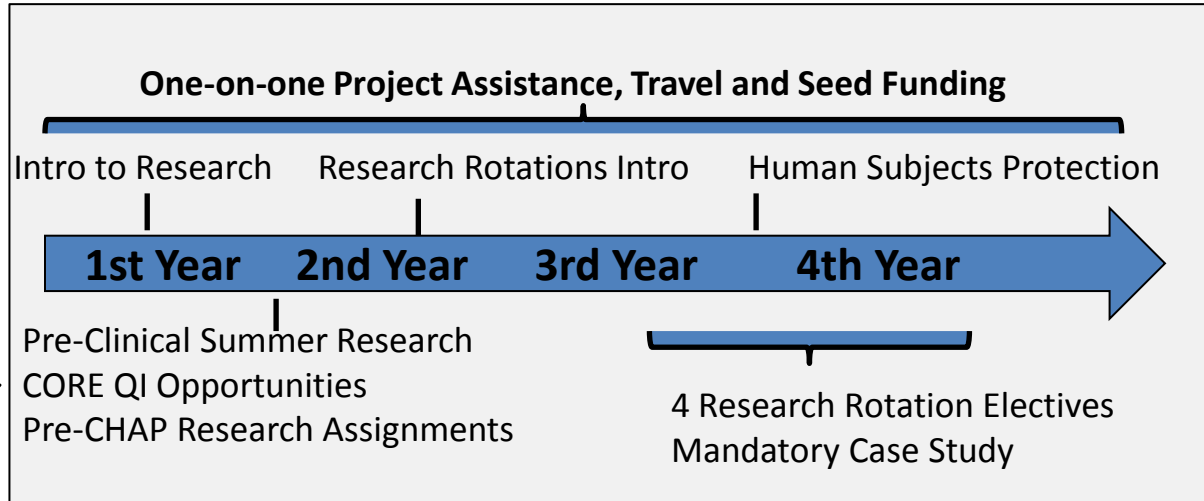 One-on-one Project Assistance, Travel and Seed Funding
Intro to Research
Research Rotations Intro
Human Subjects Protection
1st Year
2nd Year
3rd Year
4th Year
Pre-Clinical Summer Research
CORE QI Opportunities
Pre-CHAP Research Assignments
4 Research Rotation Electives
Mandatory Case Study